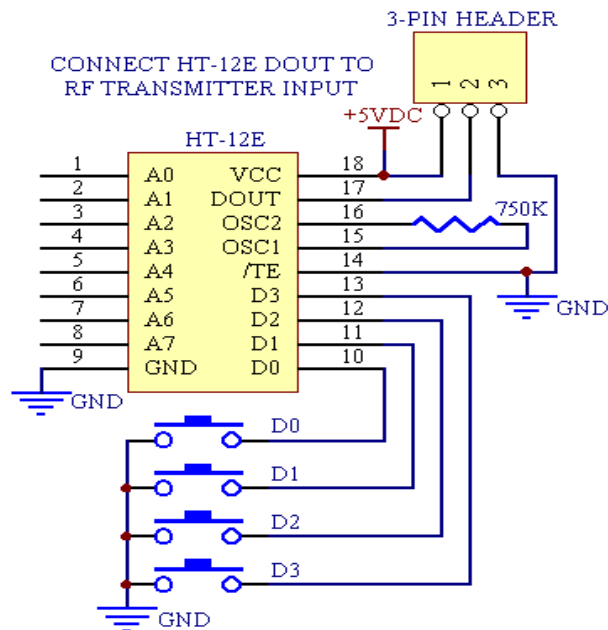 3-PIN HEADER
1 2 3
CONNECT HT-12E DOUT TO
RF TRANSMITTER INPUT
+5VDC
HT-12E
1 A0 VCC 18
2 A1 DOUT 17
3 A2 OSC2 16 750K
4 A3 OSC1 15
5 A4 /TE 14
6 A5 D3 13
7 A6 D2 12
8 A7 D1 11
9 GND D0 10
GND
GND
D0
D1
D2
D3
GND